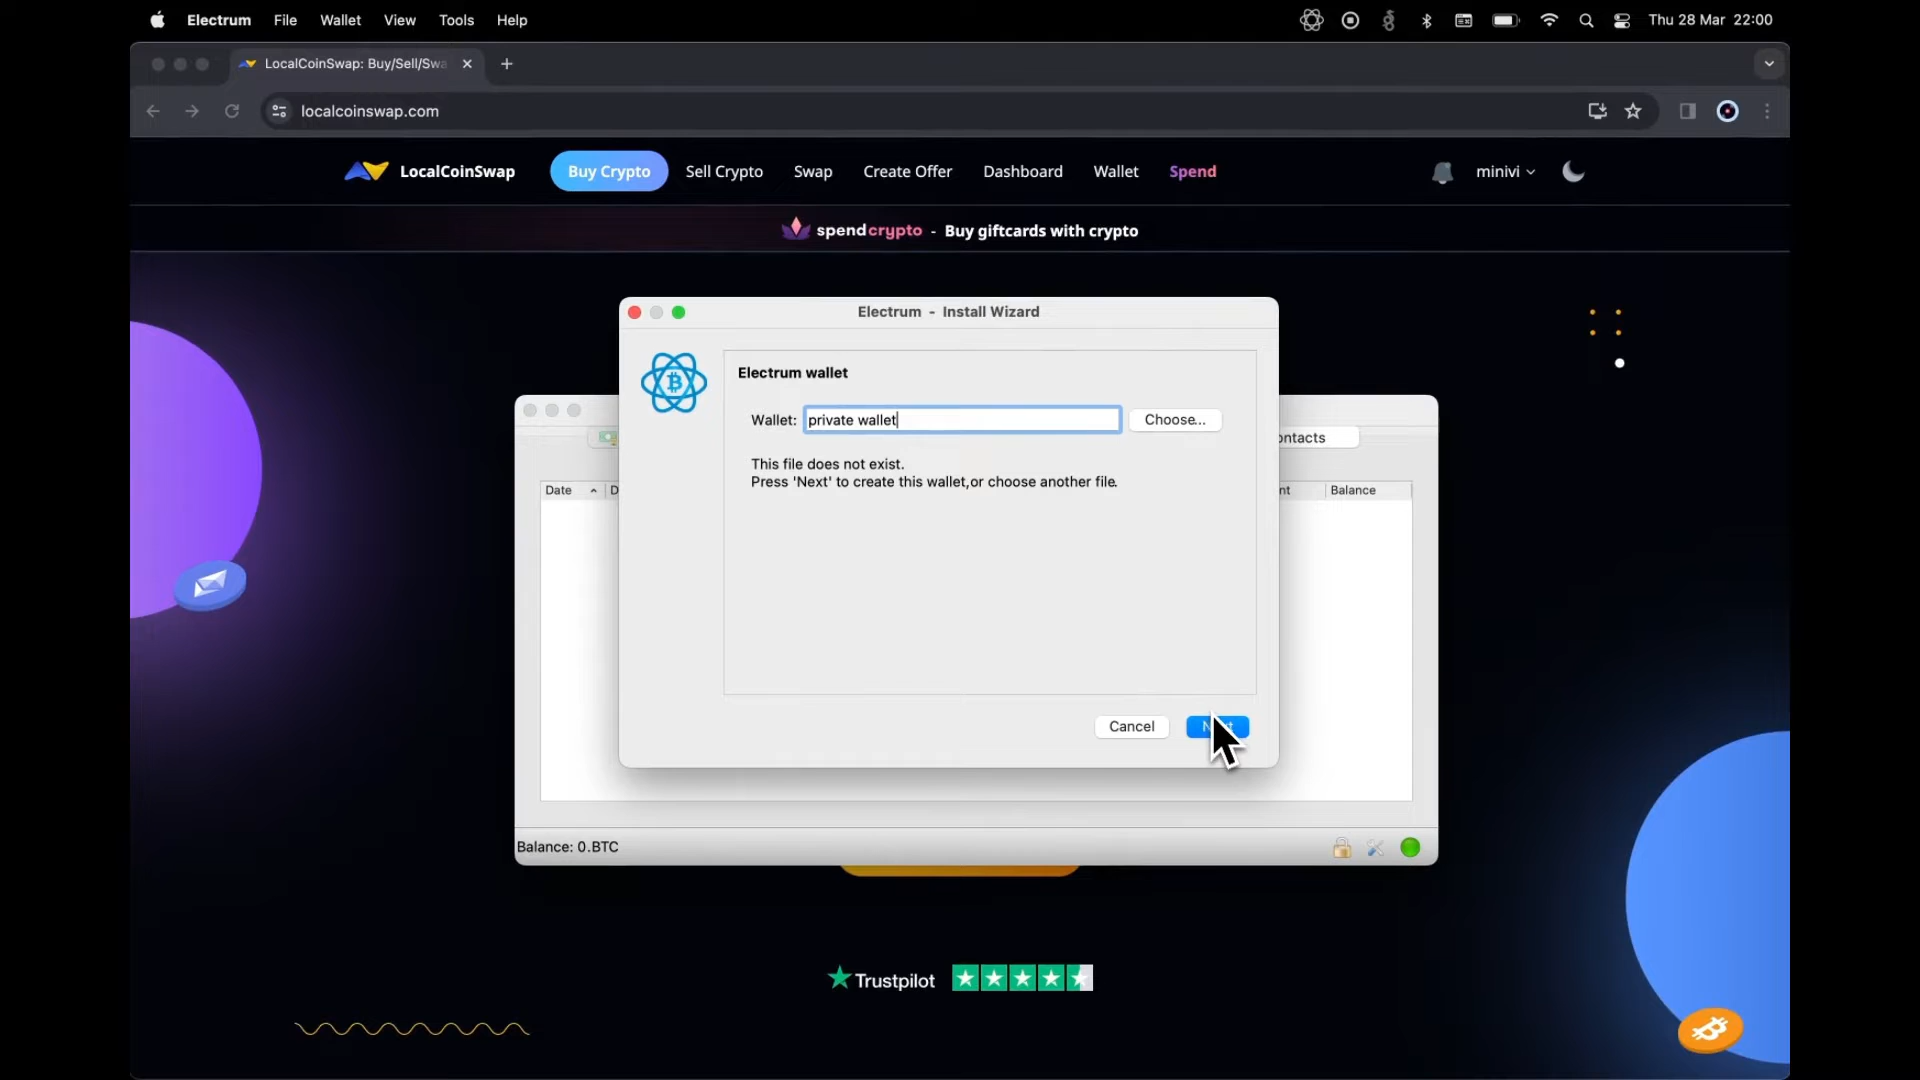 Electrum File Wallet View Tools Help Thu 28 Mar 22:00
LocalCoinSwap: Buy/Sell/Swa
localcoinswap.com
LocalCoinSwap Buy Crypto Sell Crypto Swap Create Offer Dashboard Wallet Spend minivi
spendcrypto - Buy giftcards with crypto
Electrum - Install Wizard
Electrum wallet
Wallet: private wallet Choose...
ontacts
This file does not exist.
Press 'Next' to create this wallet,or choose another file.
Date D nt Balance
Cancel
Balance: 0.BTC
Trustpilot